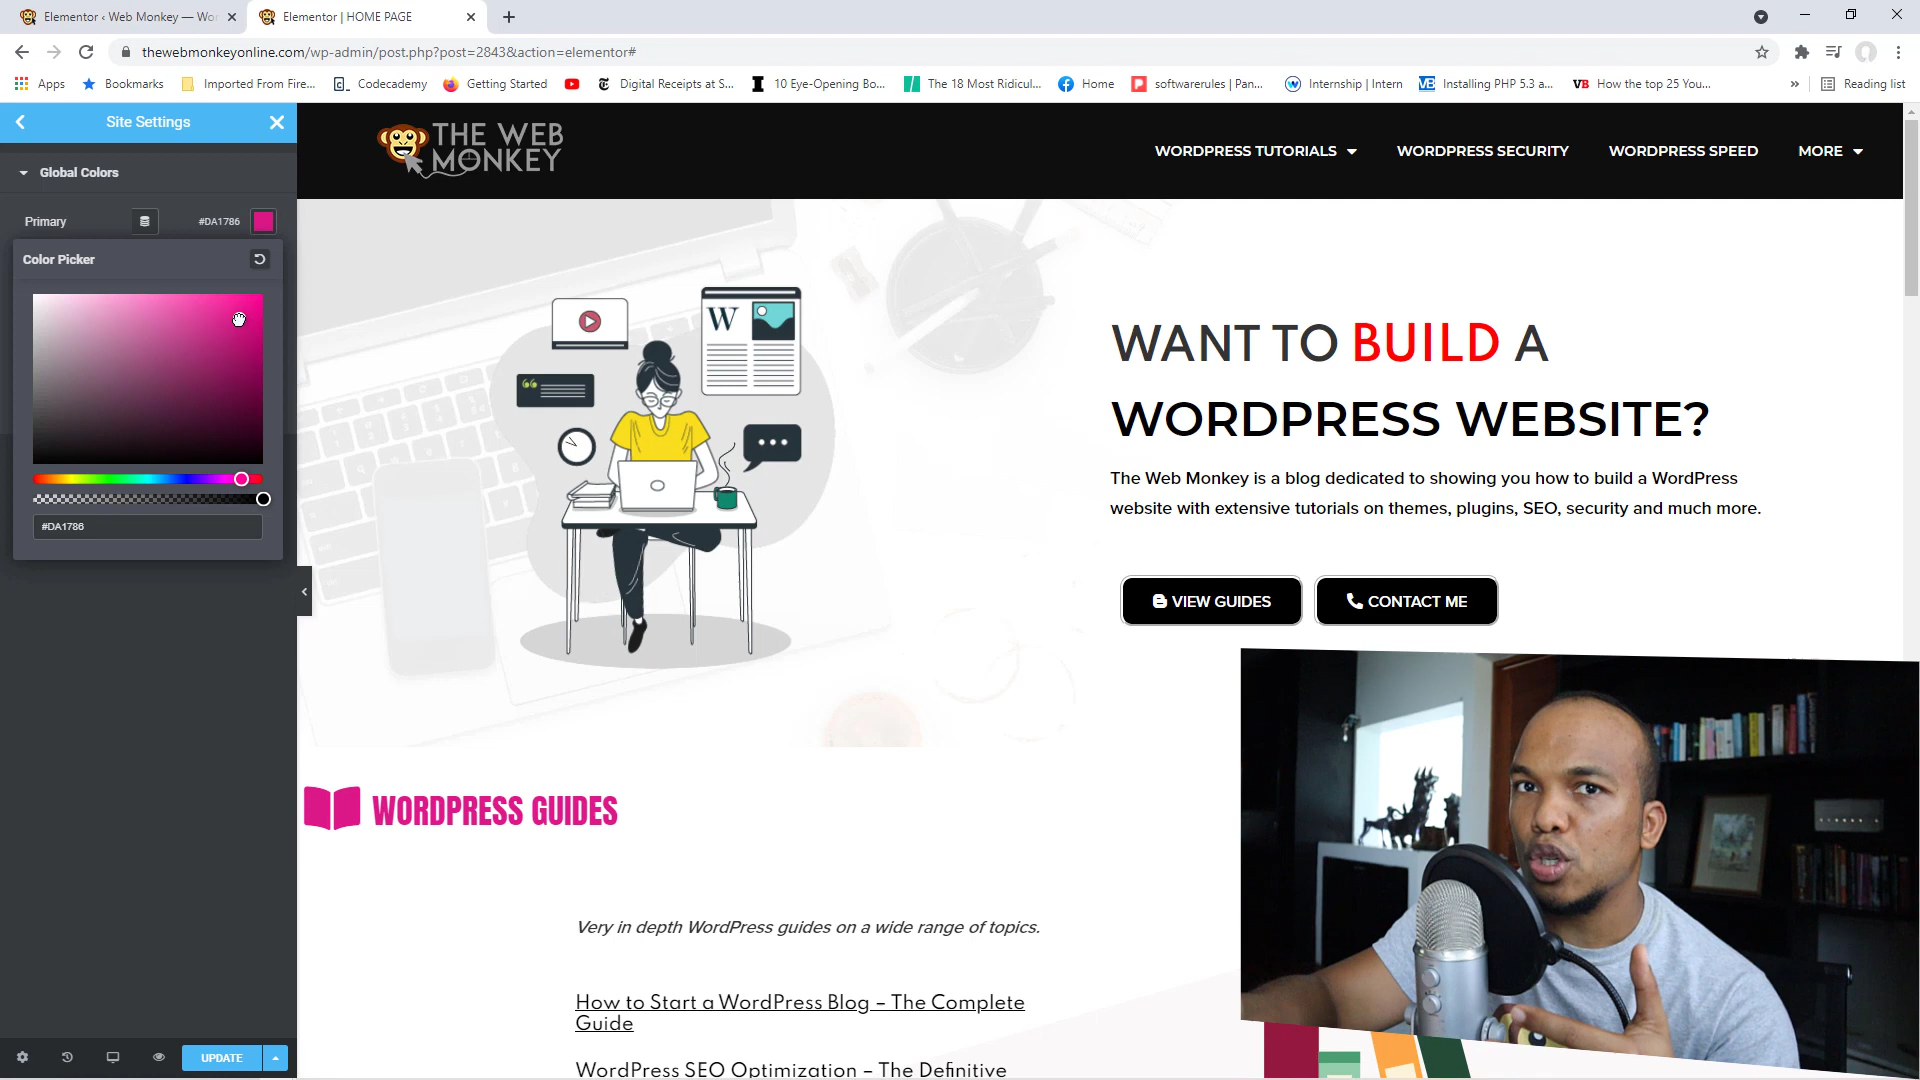 Elementor ‹ Web Monkey — Wor
Elementor | HOME PAGE
thewebmonkeyonline.com/wp-admin/post.php?post=2843&action=elementor#
Apps
Bookmarks
Imported From Fire...
Codecademy
Getting Started
Digital Receipts at S...
10 Eye-Opening Bo...
The 18 Most Ridicul...
Home
softwarerules | Pan...
Internship | Intern
Installing PHP 5.3 a...
VB
How the top 25 You...
»
Reading list
Site Settings
Global Colors
Primary
#DA1786
Color Picker
#DA1786
UPDATE
THE WEB
MONKEY
WORDPRESS TUTORIALS
WORDPRESS SECURITY
WORDPRESS SPEED
MORE
W
WANT TO BUILD A
WORDPRESS WEBSITE?
The Web Monkey is a blog dedicated to showing you how to build a WordPress
website with extensive tutorials on themes, plugins, SEO, security and much more.
VIEW GUIDES
CONTACT ME
WORDPRESS GUIDES
Very in depth WordPress guides on a wide range of topics.
How to Start a WordPress Blog – The Complete
Guide
WordPress SEO Optimization – The Definitive